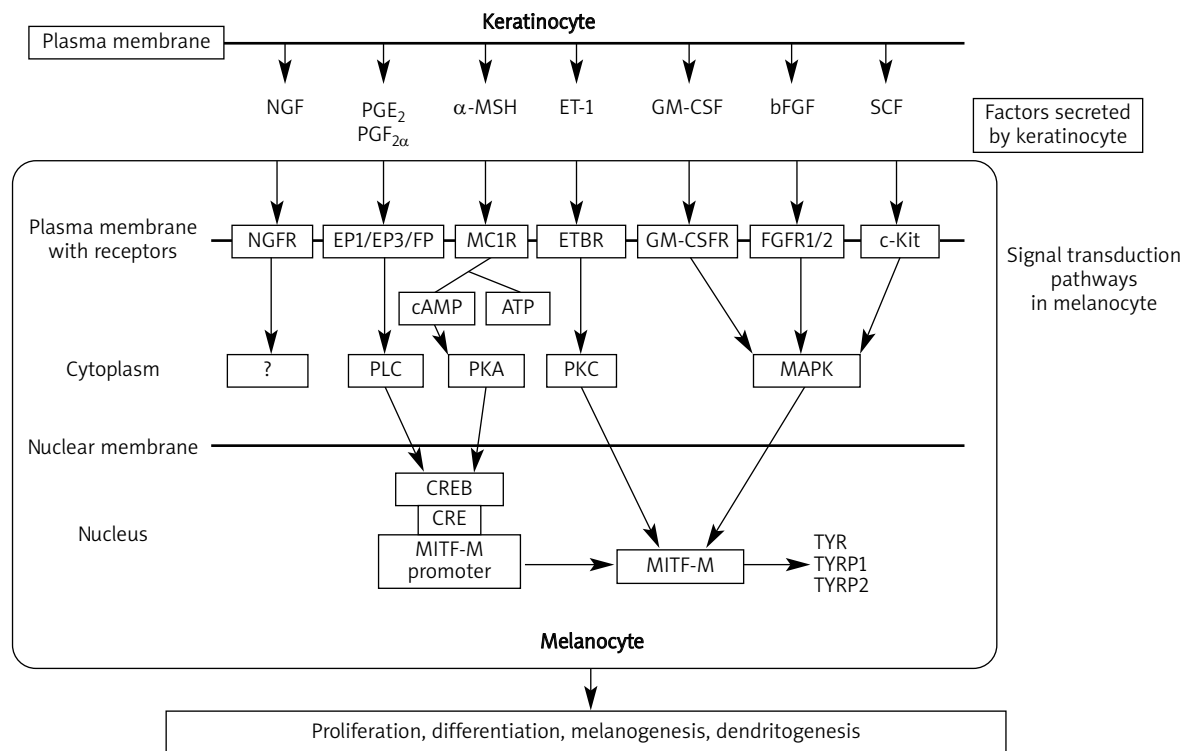 Keratinocyte
Plasma membrane
NGF
PGE2
PGF2α
α-MSH
ET-1
GM-CSF
bFGF
SCF
Factors secreted
by keratinocyte
Plasma membrane
with receptors
NGFR
EP1/EP3/FP
MC1R
ETBR
GM-CSFR
FGFR1/2
c-Kit
Signal transduction
pathways
in melanocyte
cAMP
ATP
Cytoplasm
?
PLC
PKA
PKC
MAPK
Nuclear membrane
CREB
CRE
Nucleus
MITF-M
promoter
MITF-M
TYR
TYRP1
TYRP2
Melanocyte
Proliferation, differentiation, melanogenesis, dendritogenesis